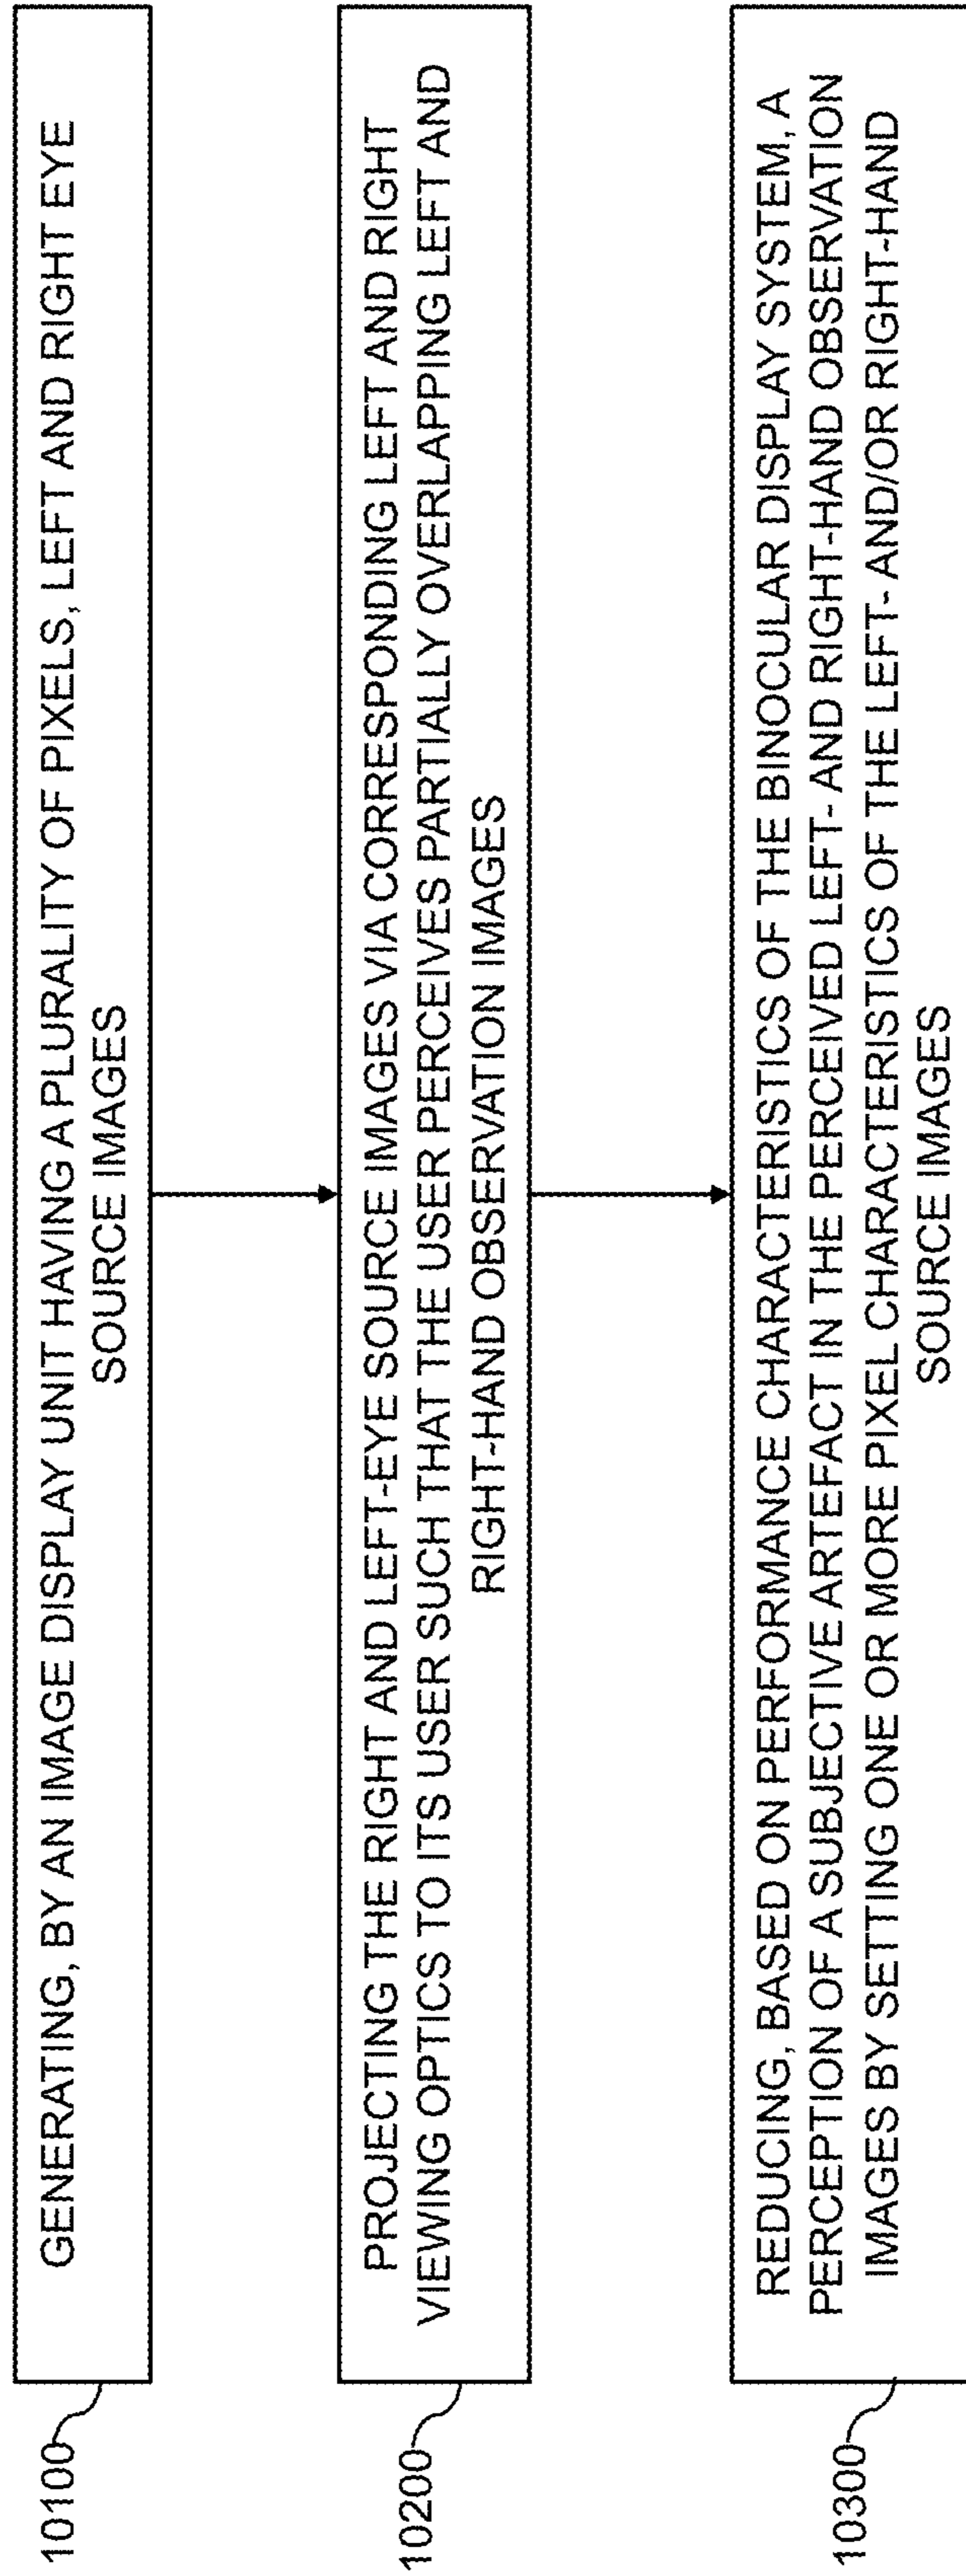 10100
GENERATING, BY AN IMAGE DISPLAY UNIT HAVING A PLURALITY OF PIXELS, LEFT AND RIGHT EYE
SOURCE IMAGES
10200
PROJECTING THE RIGHT AND LEFT-EYE SOURCE IMAGES VIA CORRESPONDING LEFT AND RIGHT
VIEWING OPTICS TO ITS USER SUCH THAT THE USER PERCEIVES PARTIALLY OVERLAPPING LEFT AND
RIGHT-HAND OBSERVATION IMAGES
10300
REDUCING, BASED ON PERFORMANCE CHARACTERISTICS OF THE BINOCULAR DISPLAY SYSTEM, A
PERCEPTION OF A SUBJECTIVE ARTEFACT IN THE PERCEIVED LEFT- AND RIGHT-HAND OBSERVATION
IMAGES BY SETTING ONE OR MORE PIXEL CHARACTERISTICS OF THE LEFT- AND/OR RIGHT-HAND
SOURCE IMAGES